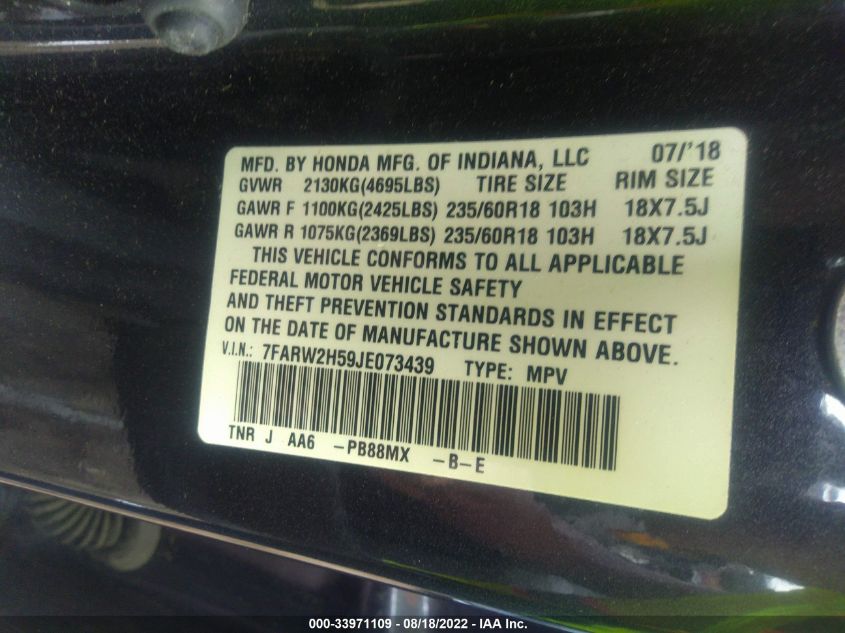 MFD. BY HONDA MFG. OF INDIANA, LLC 07/'18
GVWR 2130KG(4695LBS) TIRE SIZE RIM SIZE
GAWR F 1100KG(2425LBS) 235/60R18 103H 18X7.5J
GAWR R 1075KG(2369LBS) 235/60R18 103H 18X7.5J
THIS VEHICLE CONFORMS TO ALL APPLICABLE
FEDERAL MOTOR VEHICLE SAFETY
AND THEFT PREVENTION STANDARDS IN EFFECT
ON THE DATE OF MANUFACTURE SHOWN ABOVE.
V.I.N.: 7FARW2H59JE073439 TYPE: MPV
TNR J AA6 -PB88MX -B-E
000-33971109 - 08/18/2022 - IAA Inc.